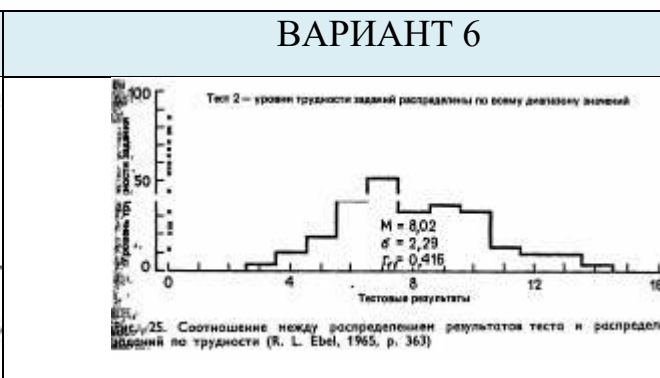 ВАРИАНТ 6
100
Тест 2 — уровни трудности заданий распределены по всему диапазону значений
50
M = 8,02
σ = 2,29
= 0,416
0
0 4 8 12 16
Тестовые результаты
25. Соотношение между распределением результатов теста и распредел
заданий по трудности (R. L. Ebel, 1965, p. 363)